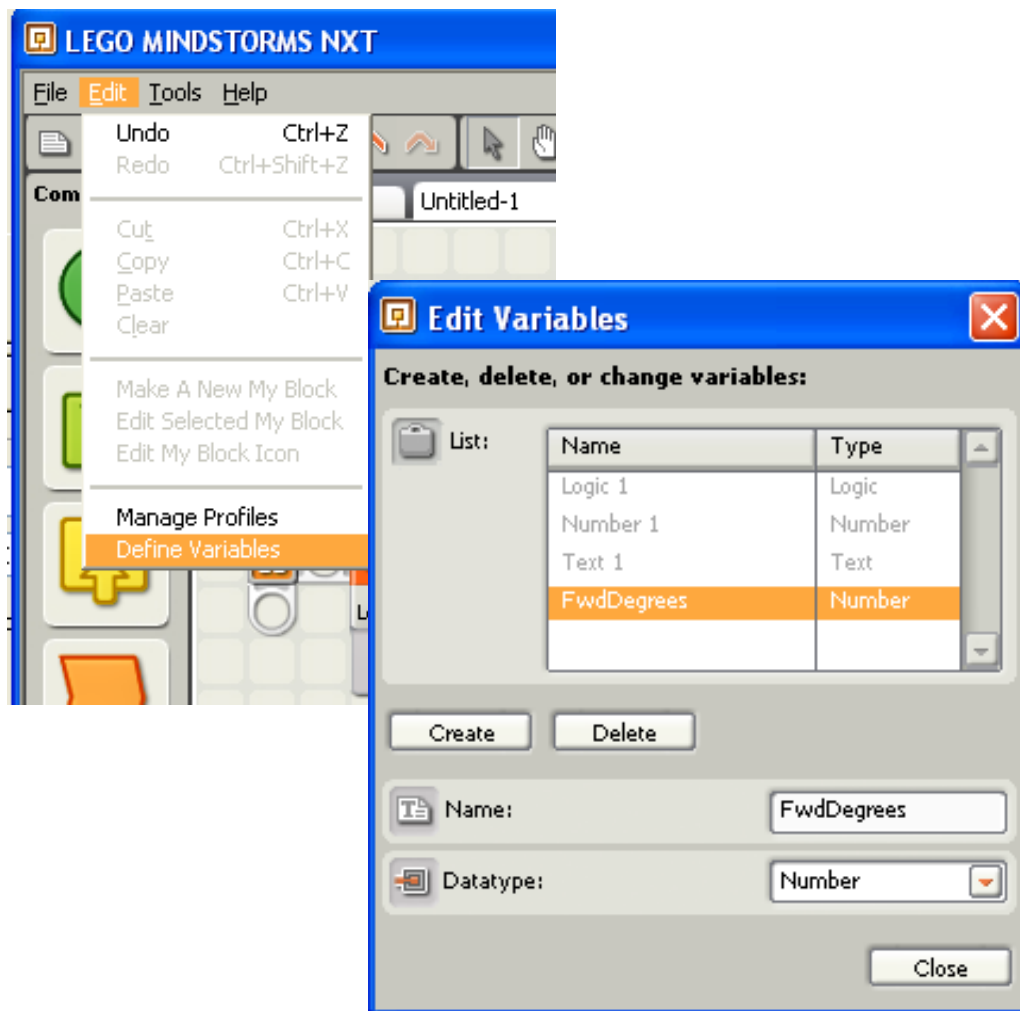 LEGO MINDSTORMS NXT
File Edit Tools Help
Undo Ctrl+Z
Redo Ctrl+Shift+Z
Com
Untitled-1
Cut Ctrl+X
Copy Ctrl+C
Paste Ctrl+V
Clear
Make A New My Block
Edit Selected My Block
Edit My Block Icon
Manage Profiles
Define Variables
Edit Variables
Create, delete, or change variables:
List:
Name Type
Logic 1 Logic
Number 1 Number
Text 1 Text
FwdDegrees Number
Create Delete
Name: FwdDegrees
Datatype: Number
Close